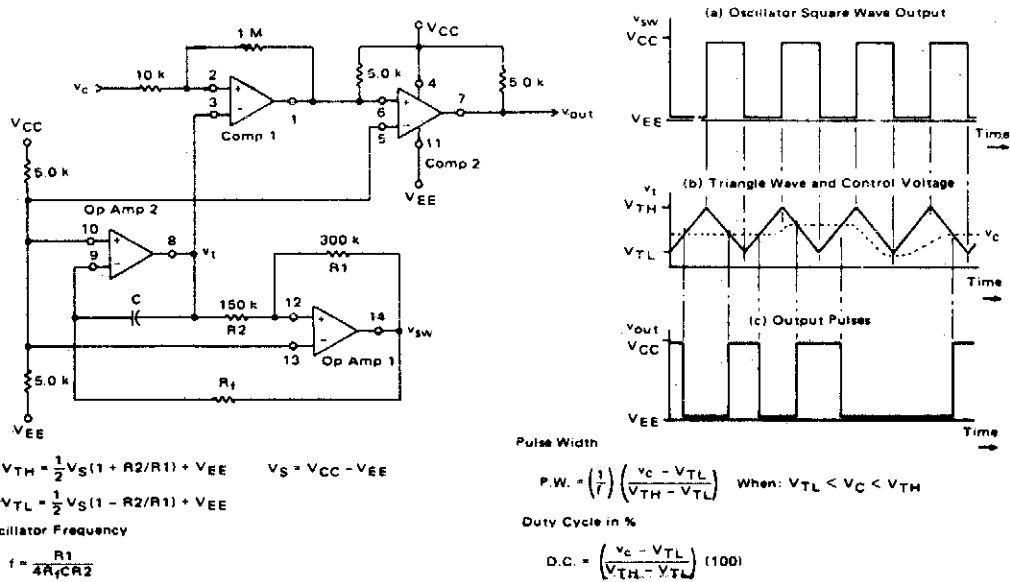 1 M
VCC
10 k
vc
2
3
1
Comp 1
5.0 k
4
5.0 k
6
5
7
vout
11
Comp 2
VEE
VCC
5.0 k
Op Amp 2
10
9
8
vt
C
300 k
R1
150 k
R2
12
13
14
vsw
Op Amp 1
Rf
5.0 k
VEE
VTH = 1/2 VS(1 + R2/R1) + VEE VS = VCC - VEE
VTL = 1/2 VS(1 - R2/R1) + VEE
cillator Frequency
f = R1/4RfCR2
(a) Oscillator Square Wave Output
vsw
VCC
VEE
Time
(b) Triangle Wave and Control Voltage
vt
VTH
VTL
vc
Time
(c) Output Pulses
vout
VCC
VEE
Time
Pulse Width
P.W. = (1/f) (vc - VTL/VTH - VTL) When: VTL < VC < VTH
Duty Cycle in %
D.C. = (vc - VTL/VTH - VTL) (100)